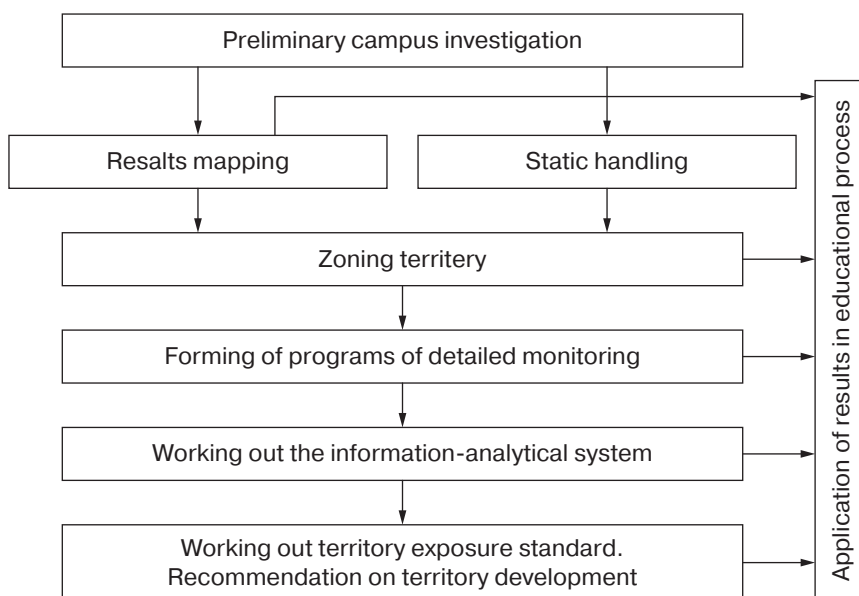 Preliminary campus investigation
Resalts mapping
Static handling
Zoning territery
Forming of programs of detailed monitoring
Working out the information-analytical system
Working out territory exposure standard.
Recommendation on territory development
Application of results in educational process